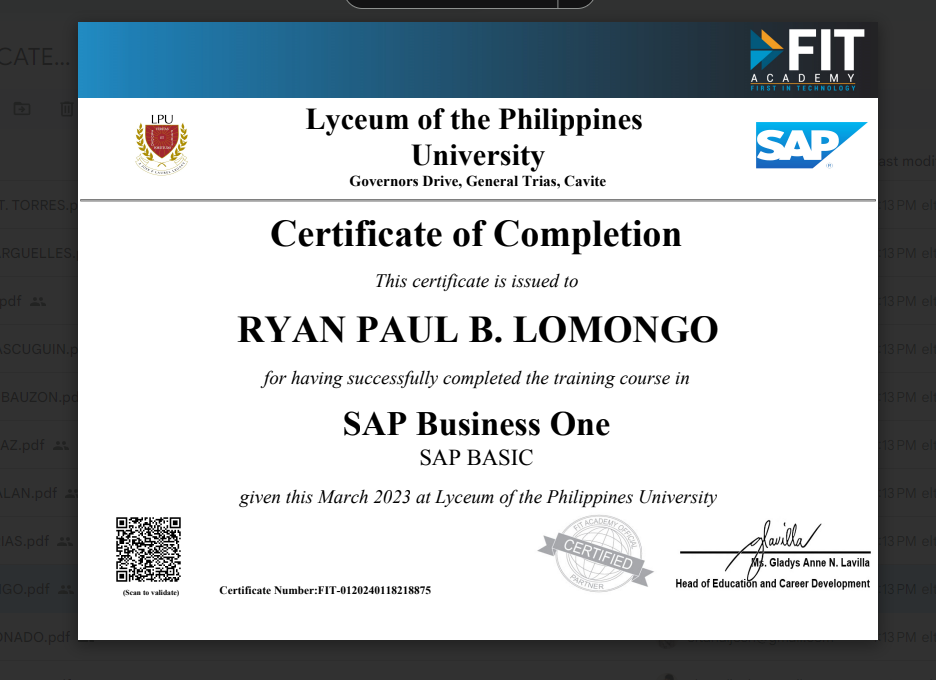 CATE...
FIT
ACADEMY
FIRST IN TECHNOLOGY
LPU
Lyceum of the Philippines
University
Governors Drive, General Trias, Cavite
SAP
®
ast modi
T. TORRES.p
13 PM
RGUELLES.
13 PM
pdf
13 PM
ASCUGUIN.p
13 PM
BAUZON.pd
13 PM
AZ.pdf
13 PM
ALAN.pdf
13 PM
IAS.pdf
13 PM
NGO.pdf
13 PM
ONADO.pdf
13 PM
Certificate of Completion
This certificate is issued to
RYAN PAUL B. LOMONGO
for having successfully completed the training course in
SAP Business One
SAP BASIC
given this March 2023 at Lyceum of the Philippines University
(Scan to validate)
Certificate Number:FIT-0120240118218875
FIT ACADEMY OFFICIAL
CERTIFIED
PARTNER
glavilla
Ms. Gladys Anne N. Lavilla
Head of Education and Career Development